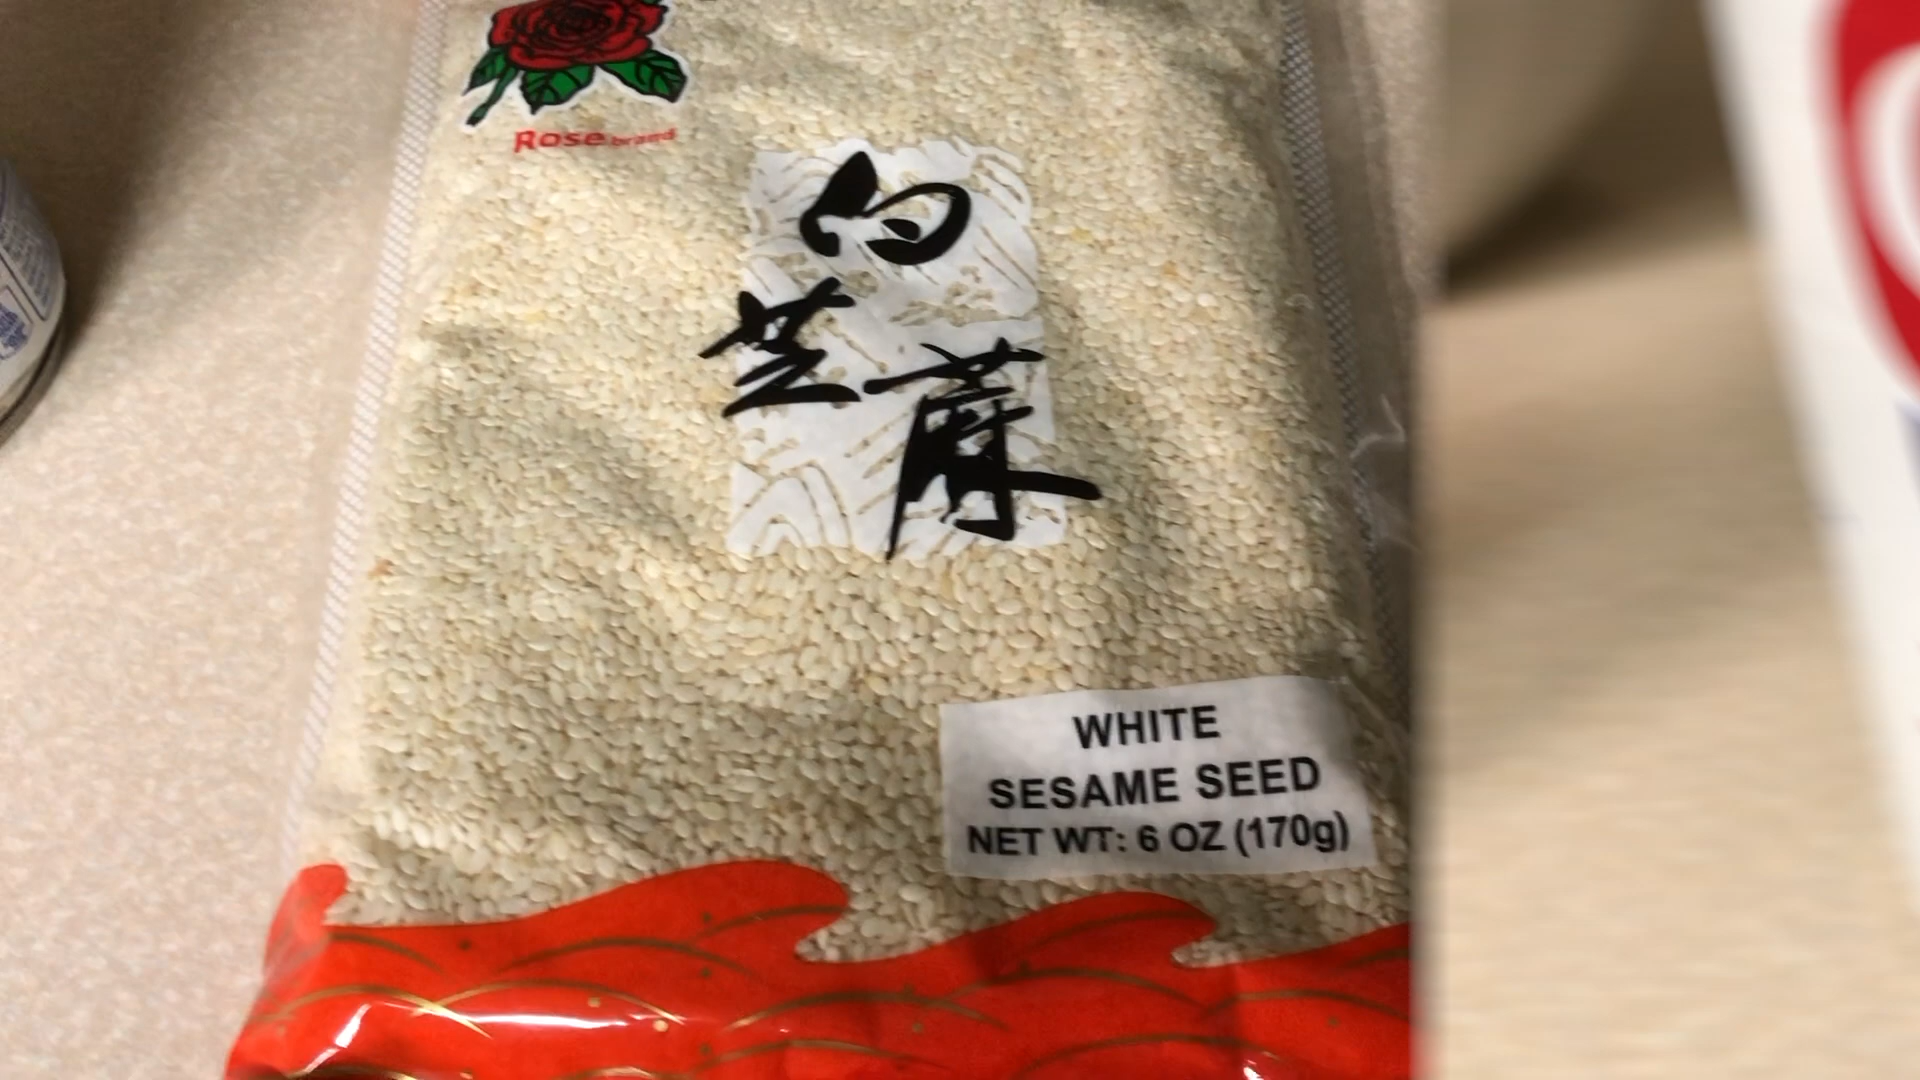 Rose brand
白
芝
麻
WHITE
SESAME SEED
NET WT: 6 OZ (170g)